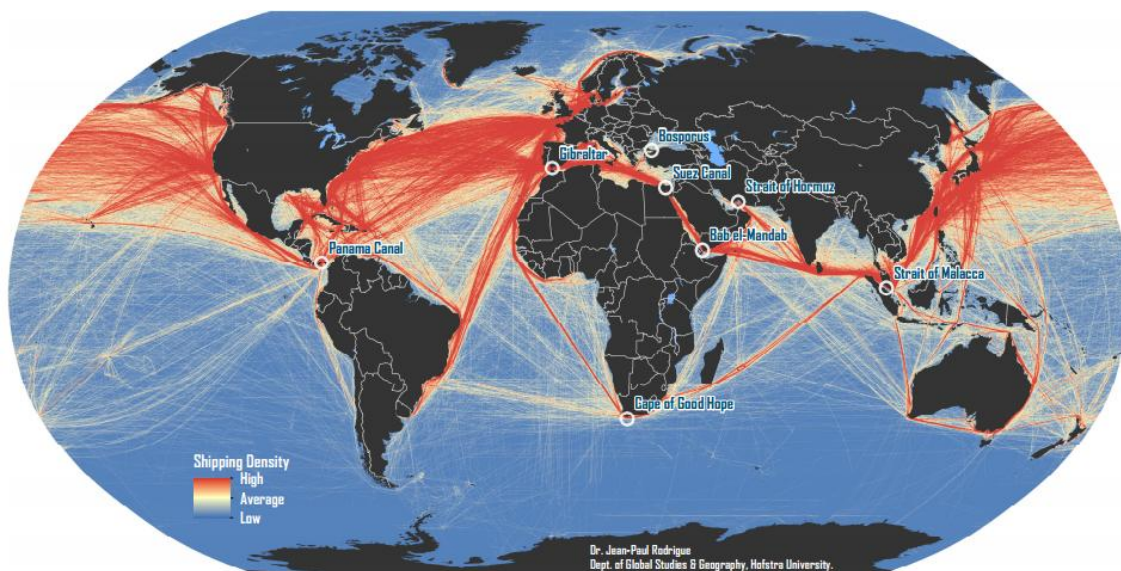 Bosporus
Gibraltar
Suez Canal
Strait of Hormuz
Bab el-Mandab
Panama Canal
Strait of Malacca
Cape of Good Hope
Shipping Density
High
Average
Low
Dr. Jean-Paul Rodrigue
Dept. of Global Studies & Geography, Hofstra University.